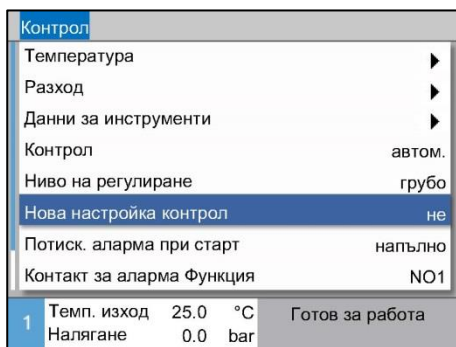 Контрол
Температура
Разход
Данни за инструменти
Контрол автом.
Ниво на регулиране грубо
Нова настройка контрол не
Потиск. аларма при старт напълно
Контакт за аларма Функция NO1
1 Темп. изход 25.0 °C Готов за работа
Налягане 0.0 bar